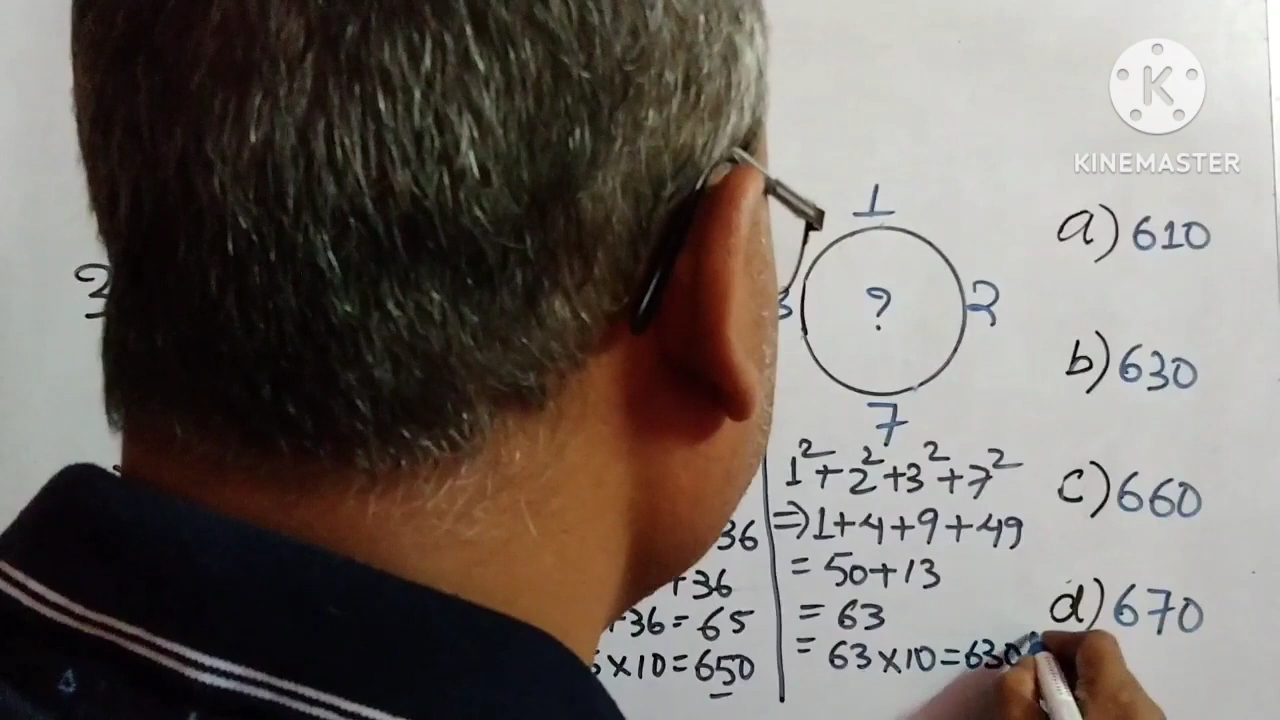 KINEMASTER
1
3 ? 2
7
a) 610
b) 630
c) 660
d) 670
36
+36
+36 = 65
×10 = 650
1²+2²+3²+7²
⇒ 1+4+9+49
= 50+13
= 63
= 63×10=630